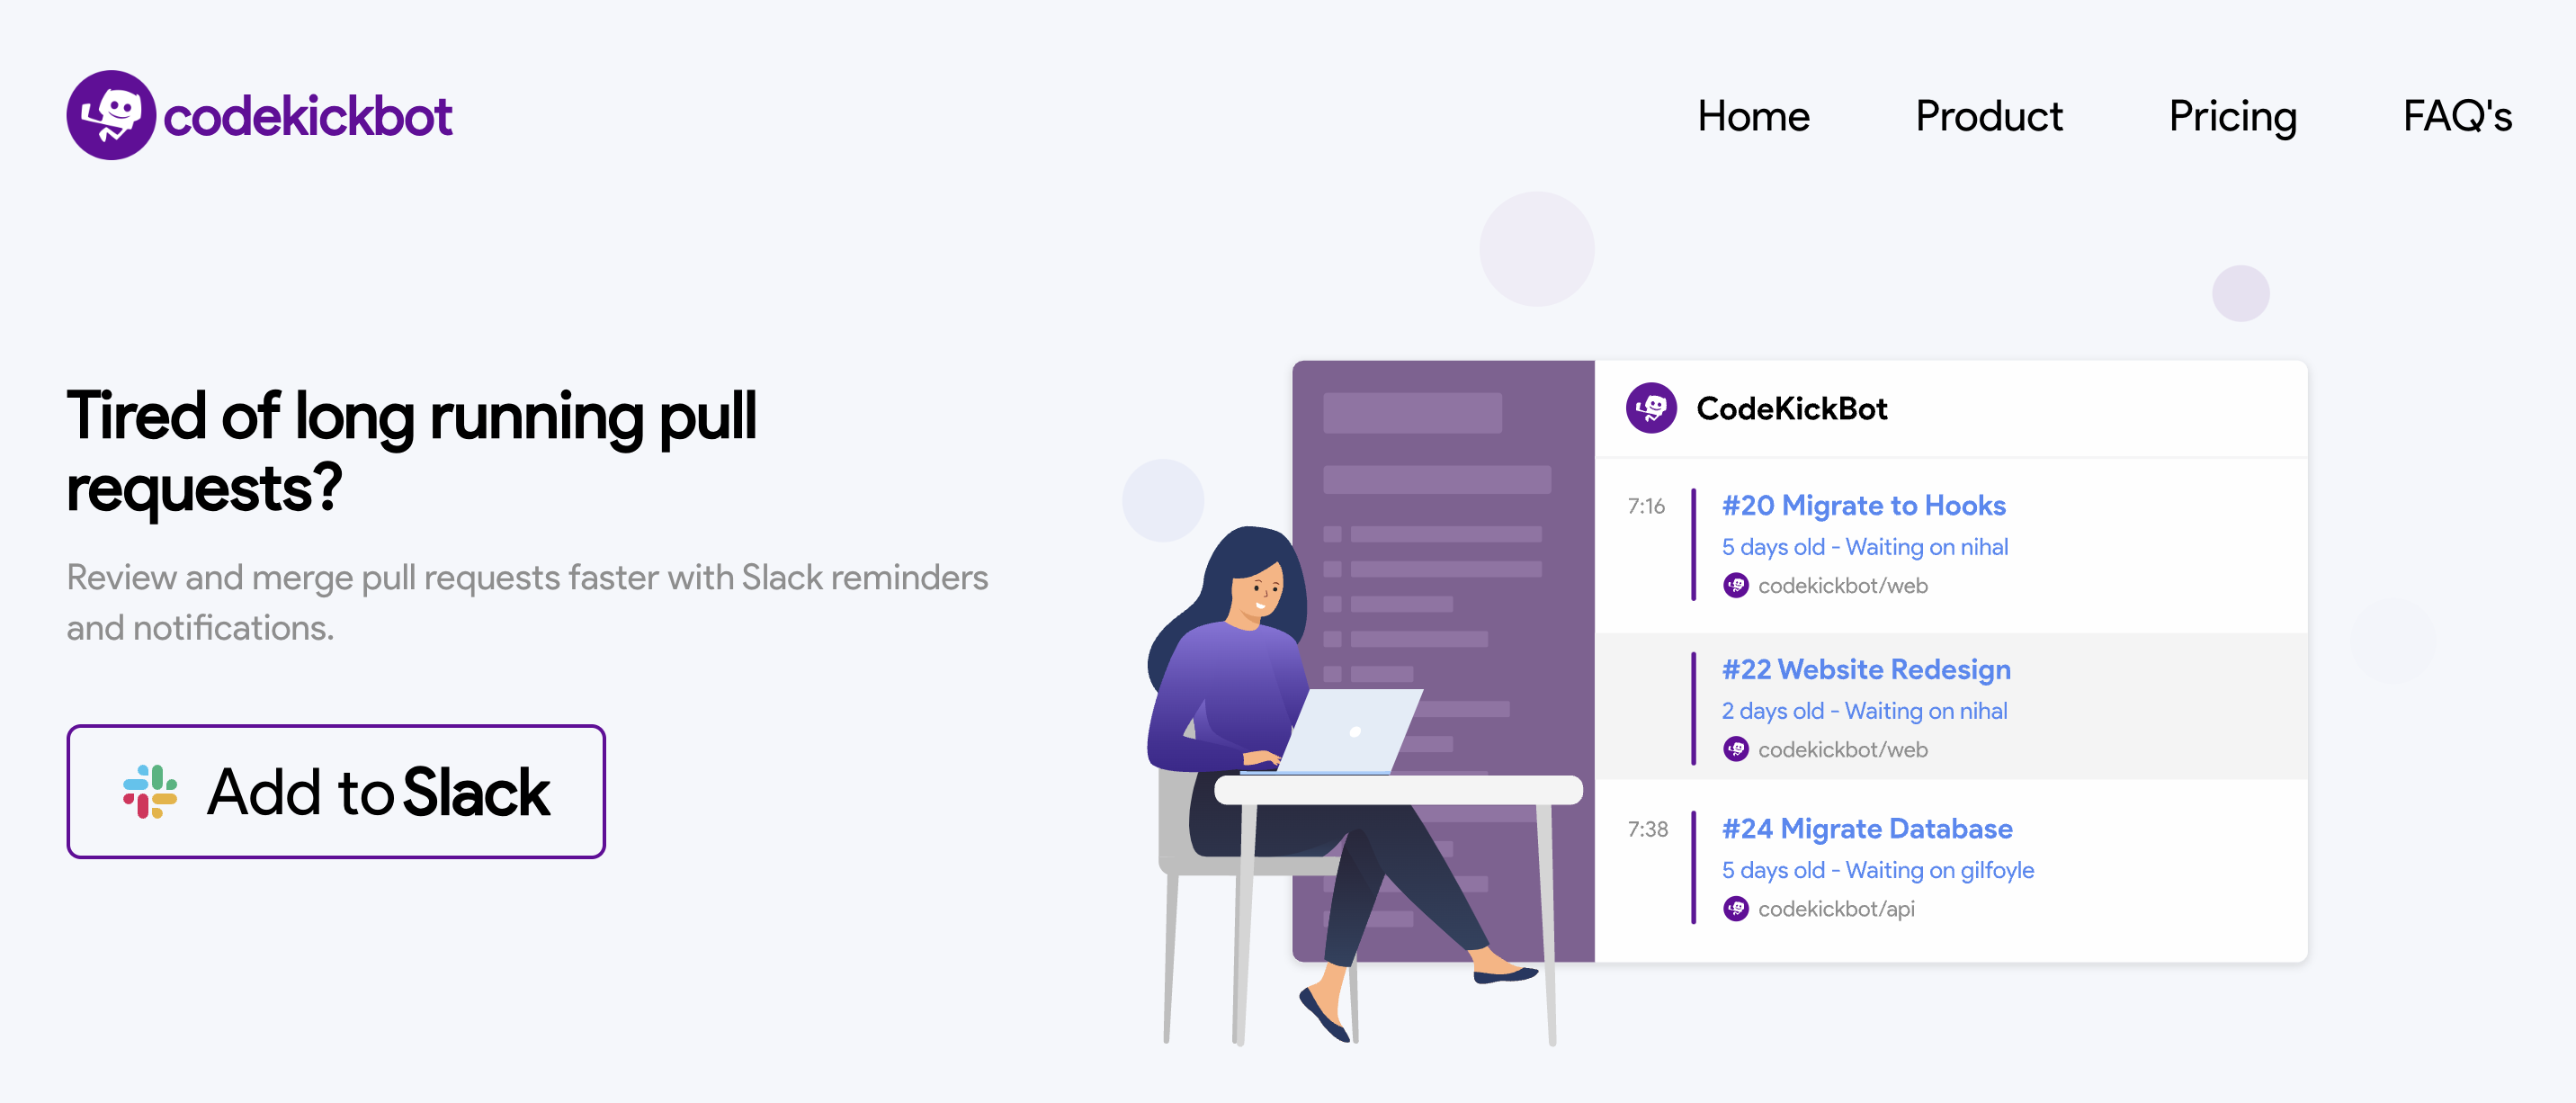 codekickbot
Home
Product
Pricing
FAQ's
Tired of long running pull
requests?
Review and merge pull requests faster with Slack reminders
and notifications.
Add to Slack
CodeKickBot
7:16
#20 Migrate to Hooks
5 days old - Waiting on nihal
codekickbot/web
#22 Website Redesign
2 days old - Waiting on nihal
codekickbot/web
7:38
#24 Migrate Database
5 days old - Waiting on gilfoyle
codekickbot/api